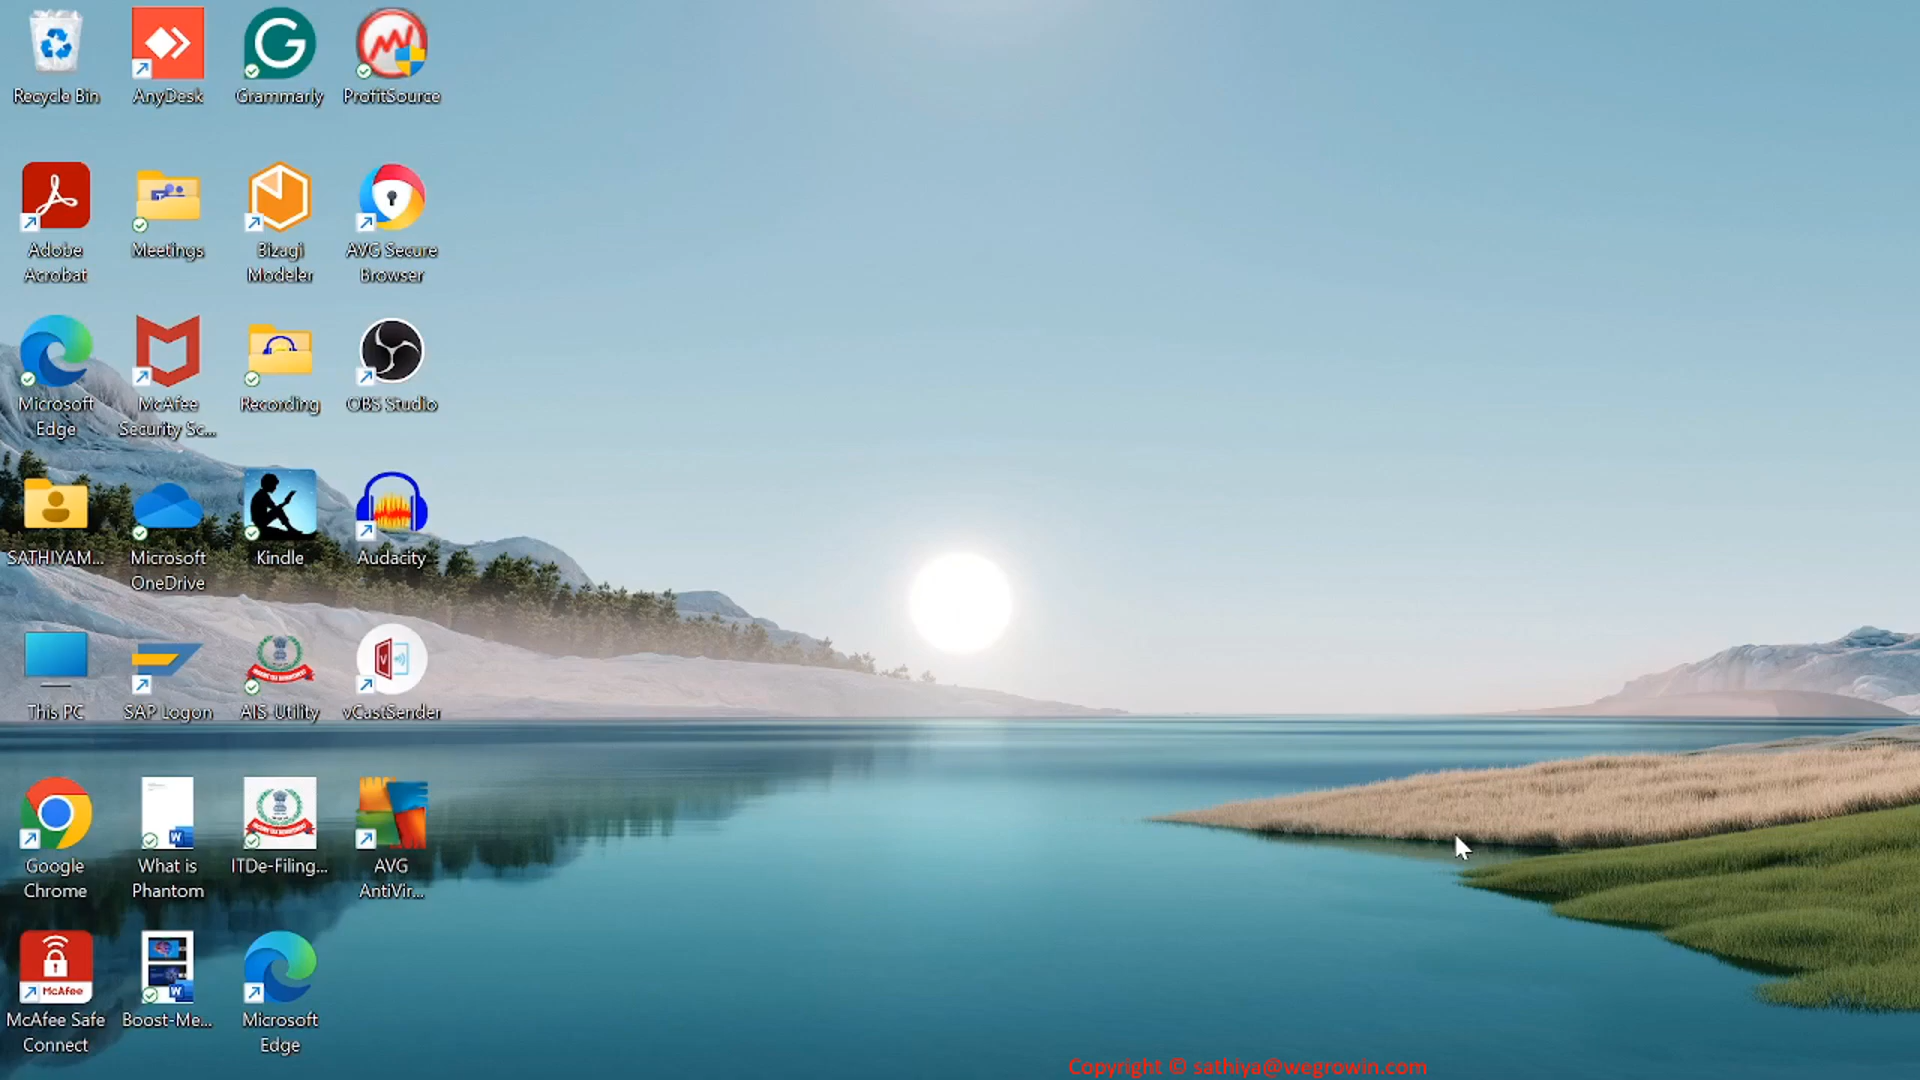 Recycle Bin
AnyDesk
Grammarly
ProfitSource
Adobe
Acrobat
Meetings
Bizagi
Modeler
AVG Secure
Browser
Microsoft
Edge
McAfee
Security Sc...
Recording
OBS Studio
SATHIYAM...
Microsoft
OneDrive
Kindle
Audacity
This PC
SAP Logon
AIS Utility
vCastSender
Google
Chrome
What is
Phantom
ITDe-Filing...
AVG
AntiVir...
McAfee
McAfee Safe
Connect
Boost-Me...
Microsoft
Edge
Copyright © sathiya@wegrowin.com